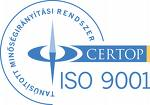 TANÚSÍTOTT MINŐSÉGIRÁNYÍTÁSI RENDSZER
CERTOP
ISO 9001